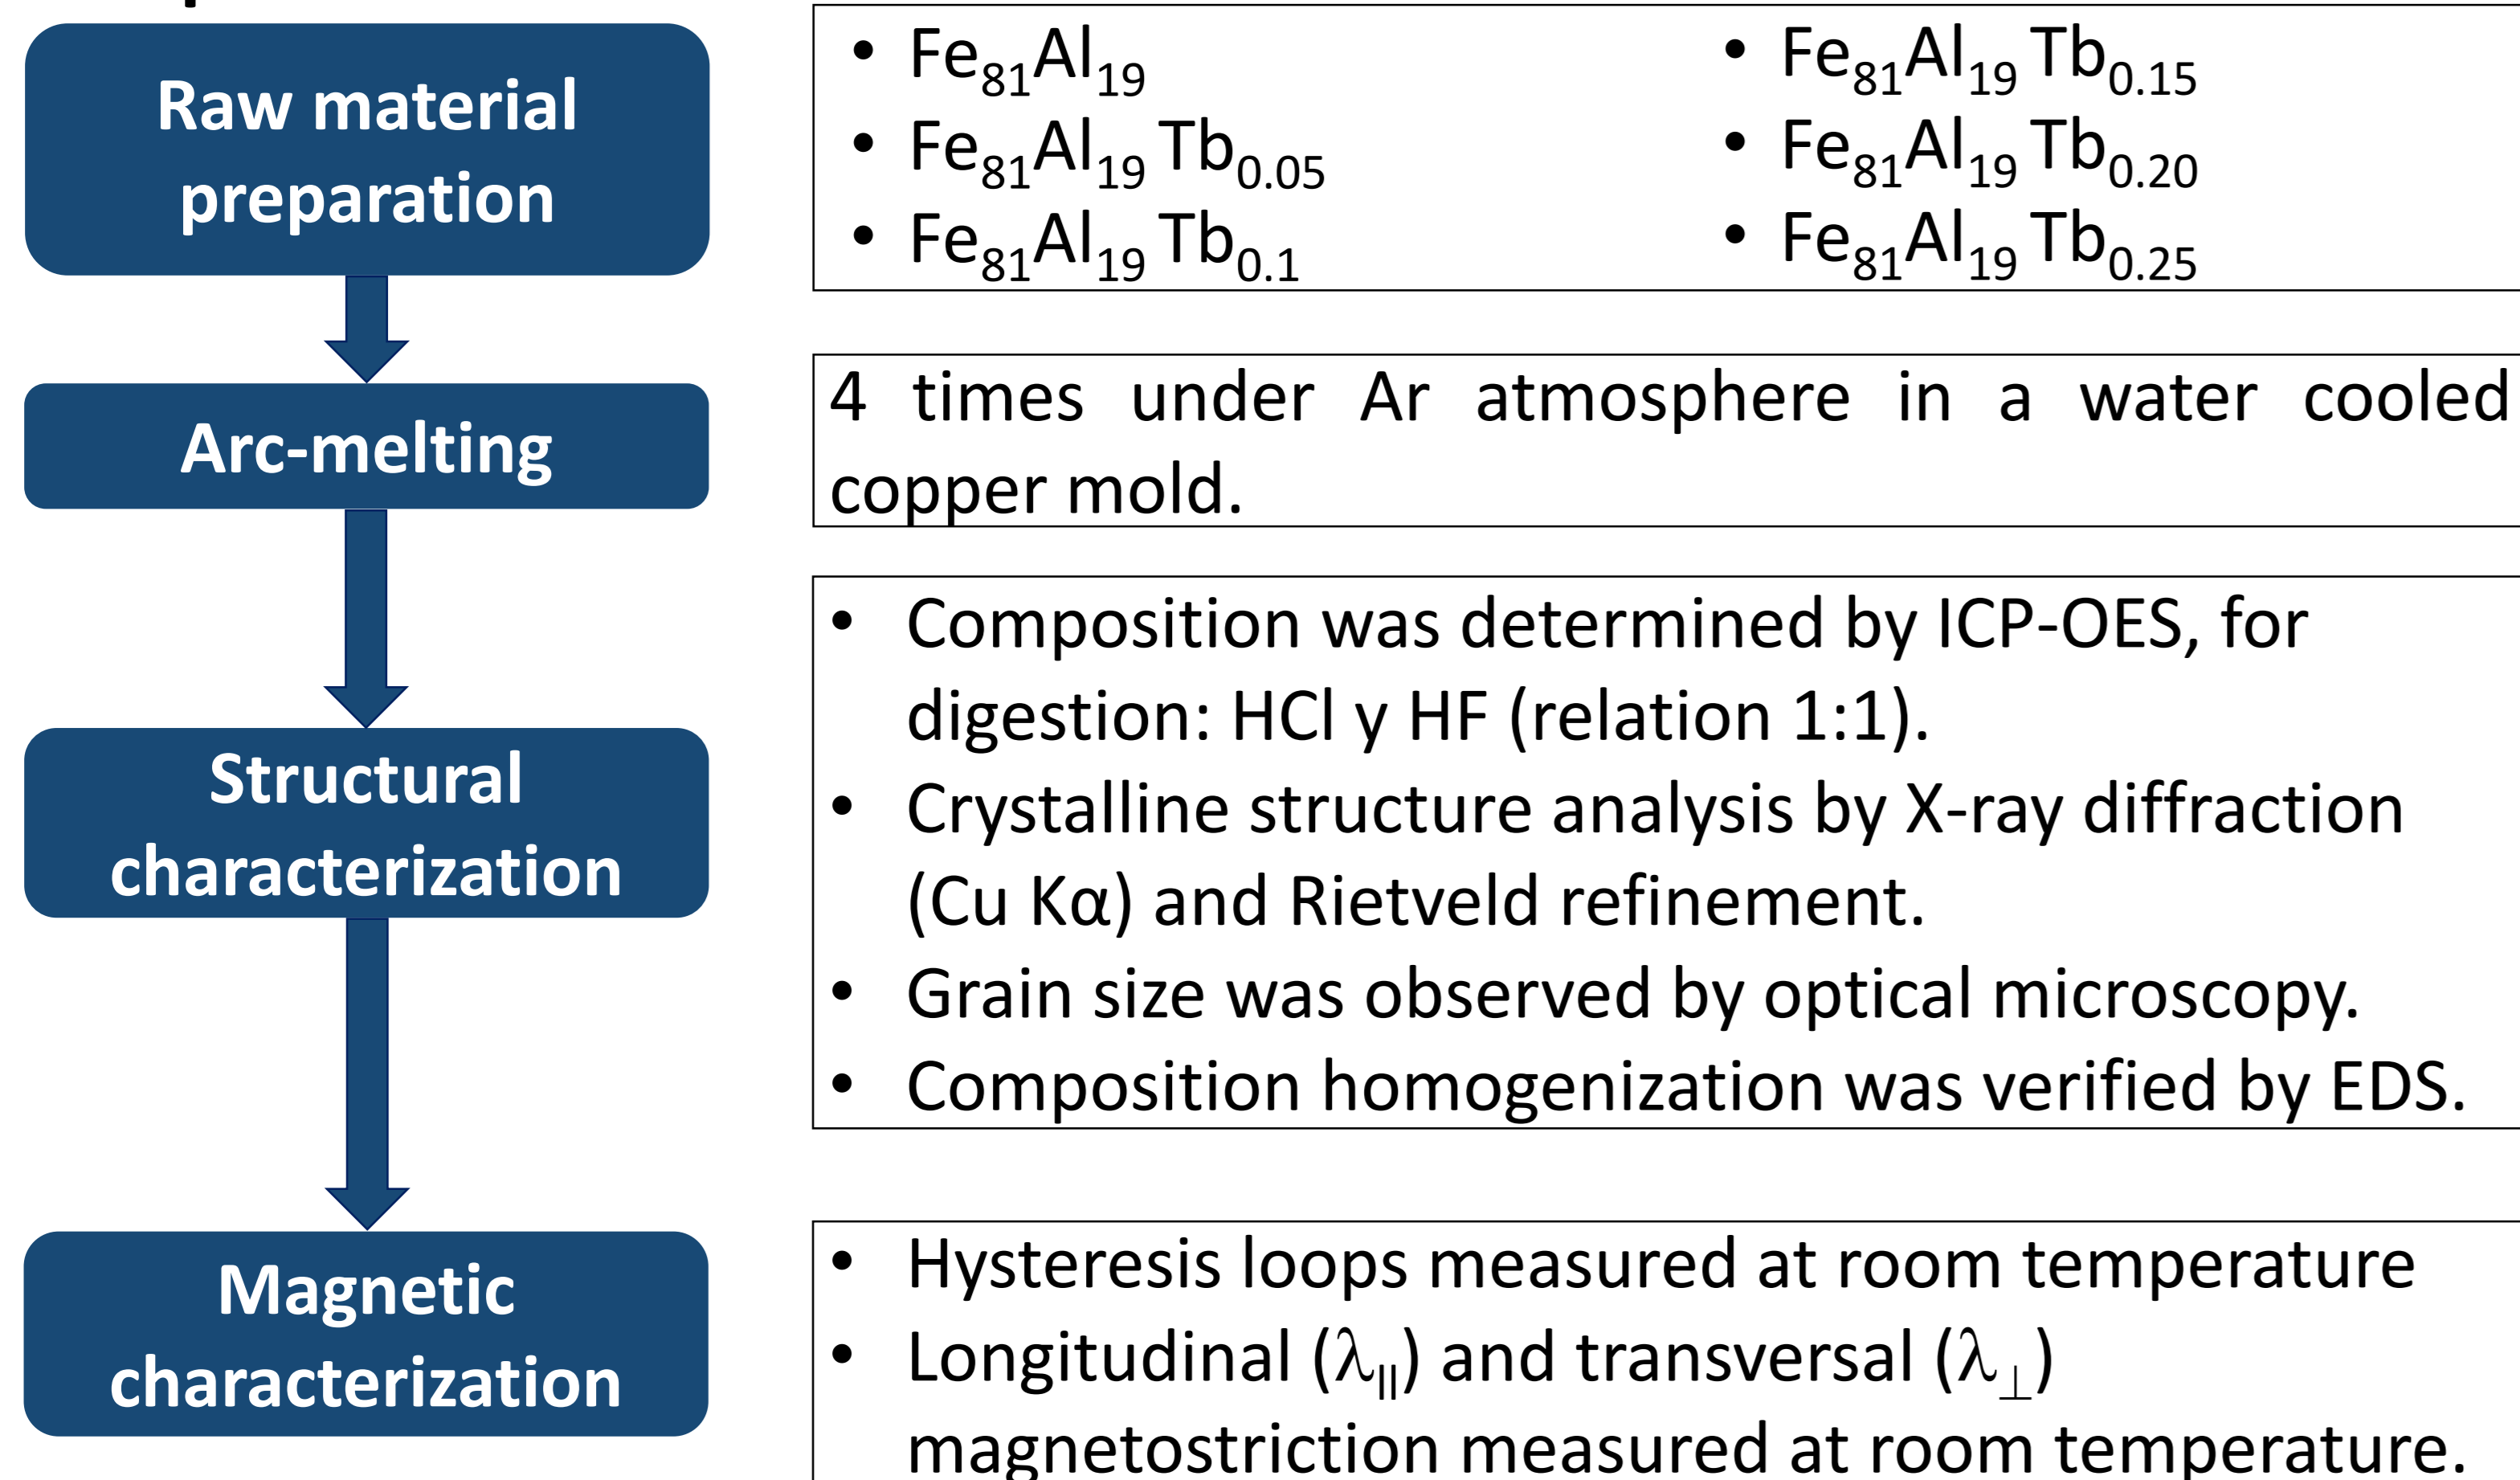 Raw material
preparation
• Fe₈₁Al₁₉
• Fe₈₁Al₁₉ Tb₀.₀₅
• Fe₈₁Al₁₉ Tb₀.₁
• Fe₈₁Al₁₉ Tb₀.₁₅
• Fe₈₁Al₁₉ Tb₀.₂₀
• Fe₈₁Al₁₉ Tb₀.₂₅
Arc-melting
4 times under Ar atmosphere in a water cooled
copper mold.
Structural
characterization
• Composition was determined by ICP-OES, for
digestion: HCl y HF (relation 1:1).
• Crystalline structure analysis by X-ray diffraction
(Cu Kα) and Rietveld refinement.
• Grain size was observed by optical microscopy.
• Composition homogenization was verified by EDS.
Magnetic
characterization
• Hysteresis loops measured at room temperature
• Longitudinal (λ∥) and transversal (λ⊥)
magnetostriction measured at room temperature.